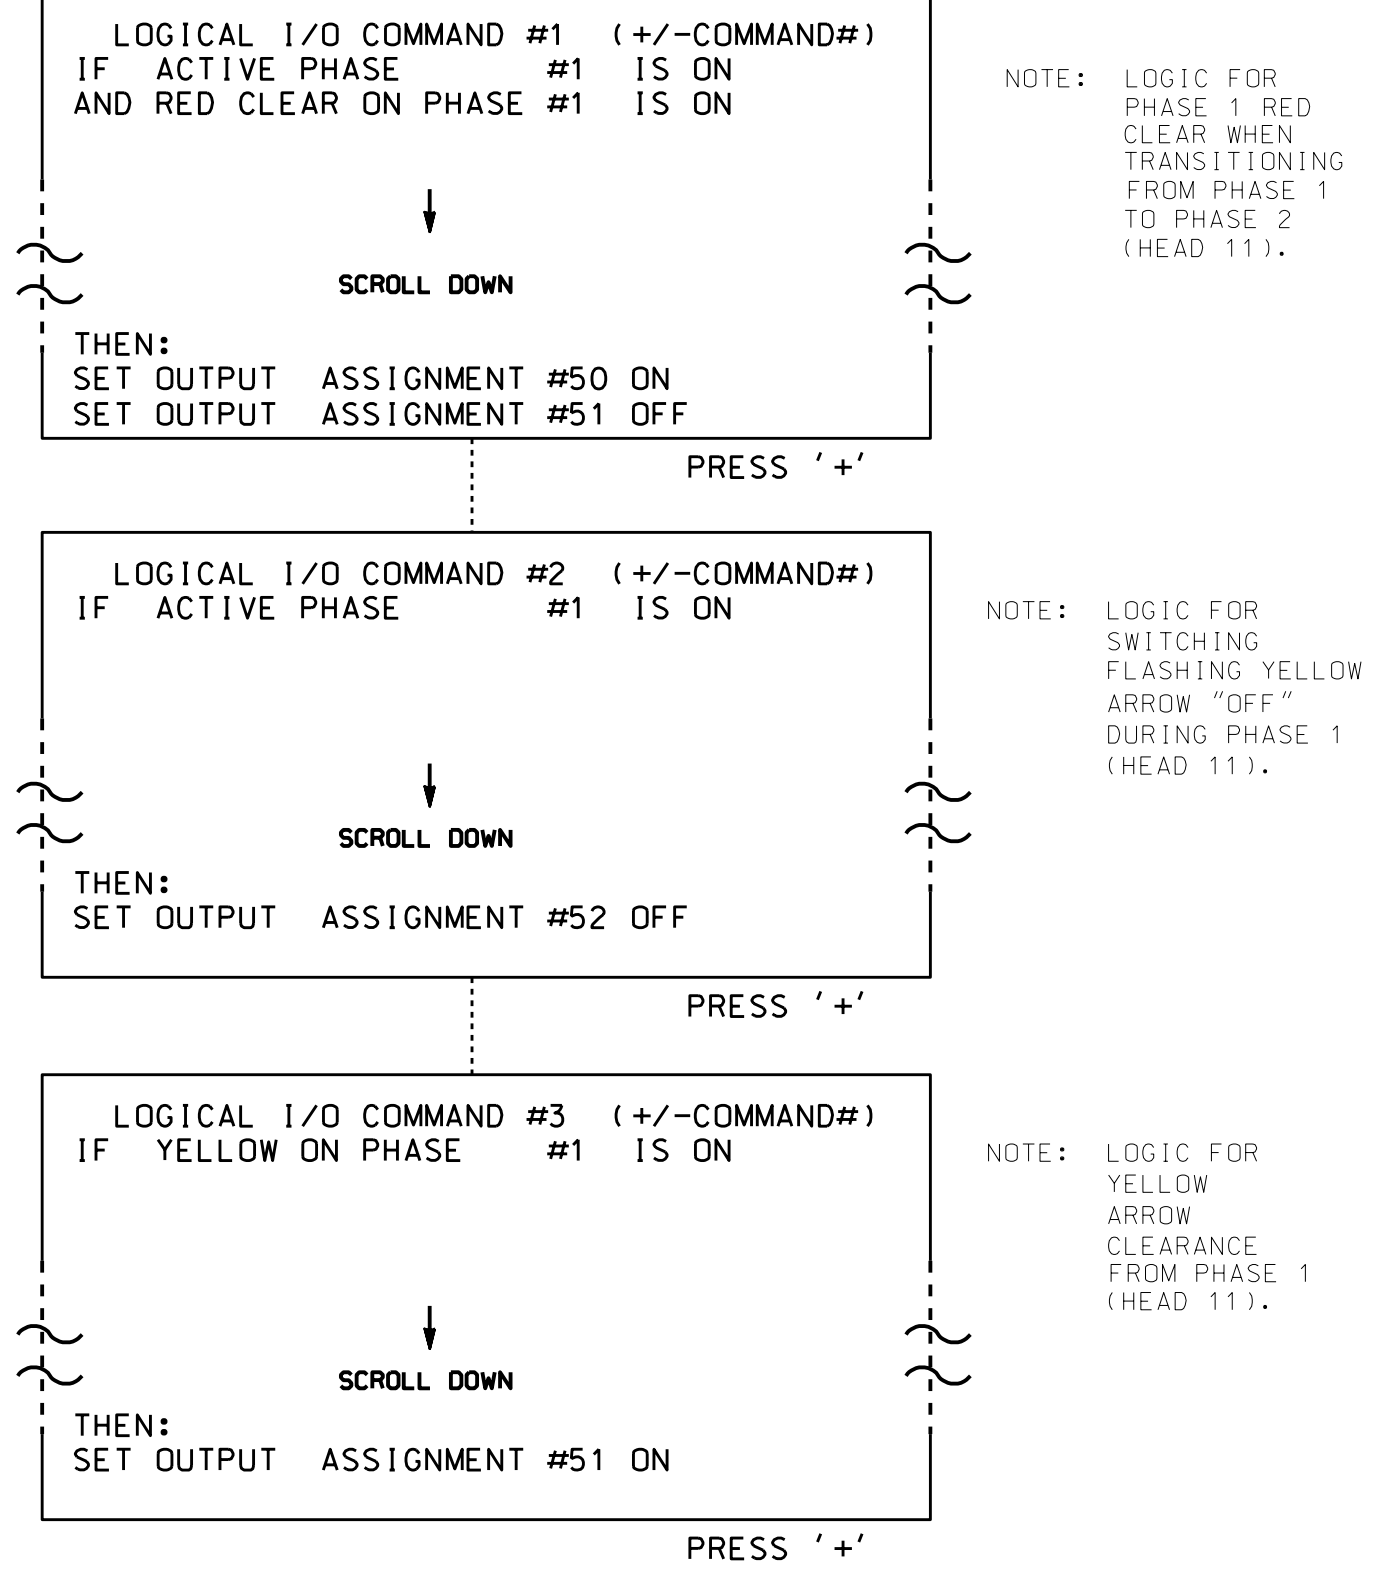 LOGICAL I/O COMMAND #1 (+/-COMMAND#)
IF ACTIVE PHASE #1 IS ON
AND RED CLEAR ON PHASE #1 IS ON
SCROLL DOWN
THEN:
SET OUTPUT ASSIGNMENT #50 ON
SET OUTPUT ASSIGNMENT #51 OFF
PRESS '+'
NOTE: LOGIC FOR
PHASE 1 RED
CLEAR WHEN
TRANSITIONING
FROM PHASE 1
TO PHASE 2
(HEAD 11).
LOGICAL I/O COMMAND #2 (+/-COMMAND#)
IF ACTIVE PHASE #1 IS ON
SCROLL DOWN
THEN:
SET OUTPUT ASSIGNMENT #52 OFF
PRESS '+'
NOTE: LOGIC FOR
SWITCHING
FLASHING YELLOW
ARROW "OFF"
DURING PHASE 1
(HEAD 11).
LOGICAL I/O COMMAND #3 (+/-COMMAND#)
IF YELLOW ON PHASE #1 IS ON
SCROLL DOWN
THEN:
SET OUTPUT ASSIGNMENT #51 ON
PRESS '+'
NOTE: LOGIC FOR
YELLOW
ARROW
CLEARANCE
FROM PHASE 1
(HEAD 11).